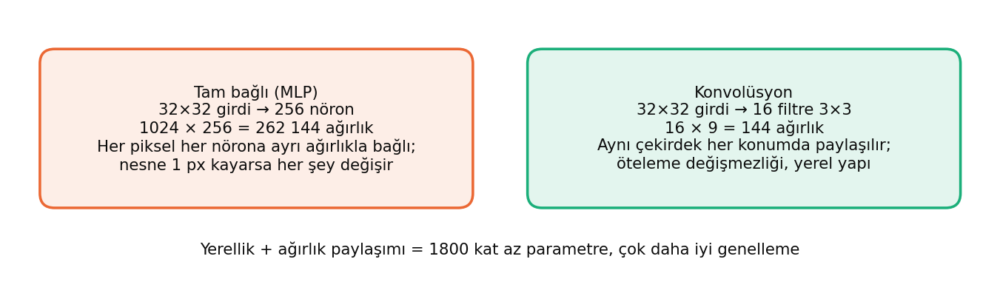 Tam bağlı (MLP)
32×32 girdi → 256 nöron
1024 × 256 = 262 144 ağırlık
Her piksel her nörona ayrı ağırlıkla bağlı;
nesne 1 px kayarsa her şey değişir
Konvolüsyon
32×32 girdi → 16 filtre 3×3
16 × 9 = 144 ağırlık
Aynı çekirdek her konumda paylaşılır;
öteleme değişmezliği, yerel yapı
Yerellik + ağırlık paylaşımı = 1800 kat az parametre, çok daha iyi genelleme